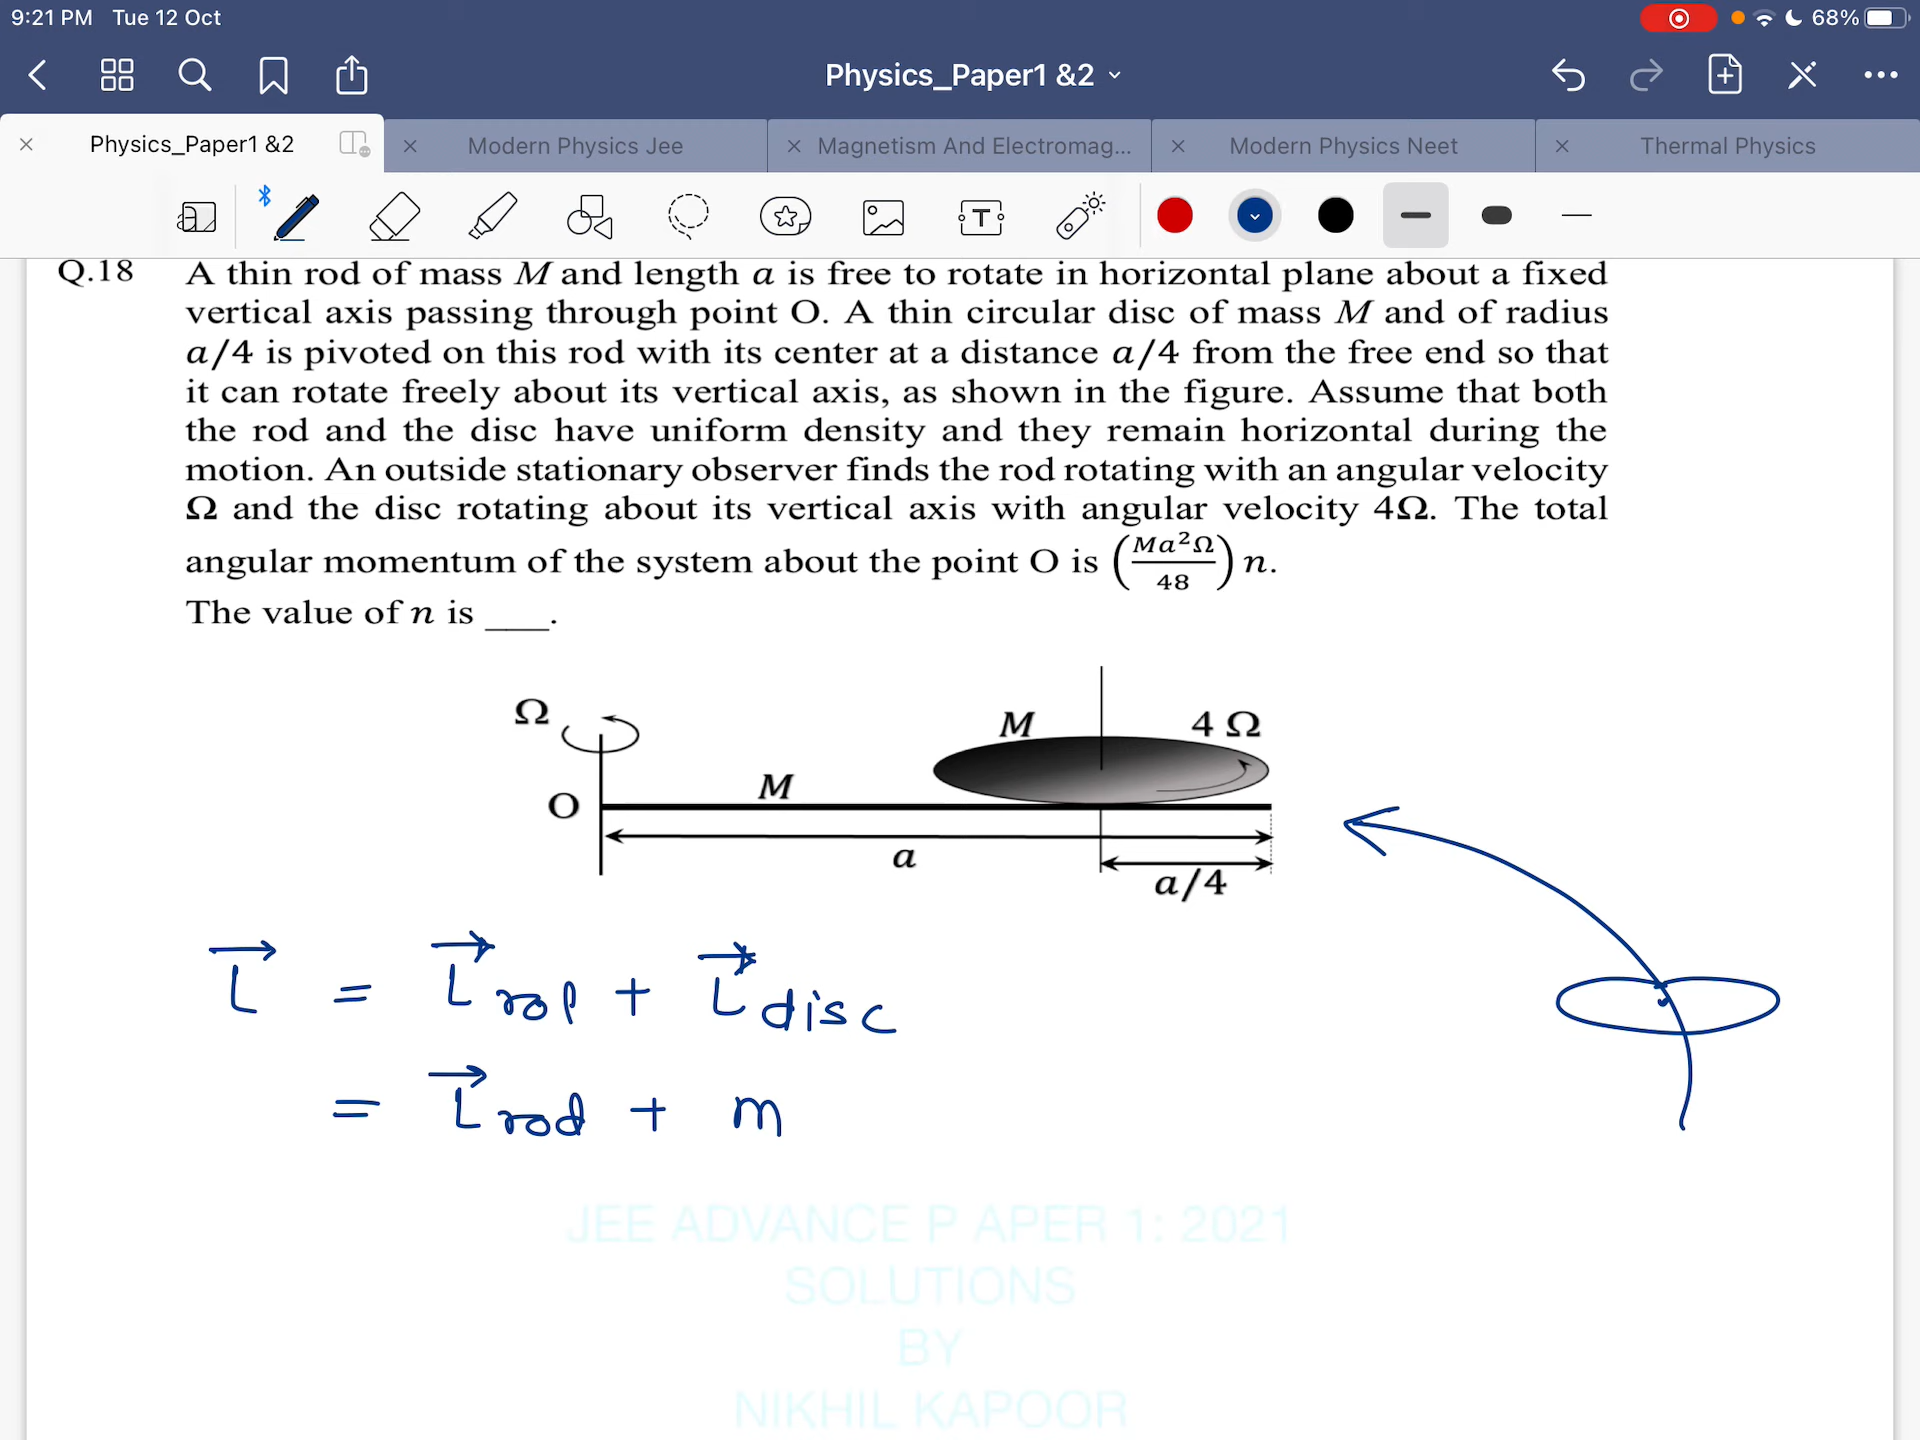 9:21 PM Tue 12 Oct
68%
Physics_Paper1 &2
Physics_Paper1 &2
Modern Physics Jee
Magnetism And Electromag...
Modern Physics Neet
Thermal Physics
Q.18 A thin rod of mass M and length a is free to rotate in horizontal plane about a fixed
vertical axis passing through point O. A thin circular disc of mass M and of radius
a/4 is pivoted on this rod with its center at a distance a/4 from the free end so that
it can rotate freely about its vertical axis, as shown in the figure. Assume that both
the rod and the disc have uniform density and they remain horizontal during the
motion. An outside stationary observer finds the rod rotating with an angular velocity
Ω and the disc rotating about its vertical axis with angular velocity 4Ω. The total
angular momentum of the system about the point O is (Ma²Ω/48) n.
The value of n is ___.
Ω
M
4 Ω
M
O
a
a/4
L⃗ = L⃗ rod + L⃗ disc
= L⃗ rod + m
JEE ADVANCE P APER 1: 2021
SOLUTIONS
BY
NIKHIL KAPOOR